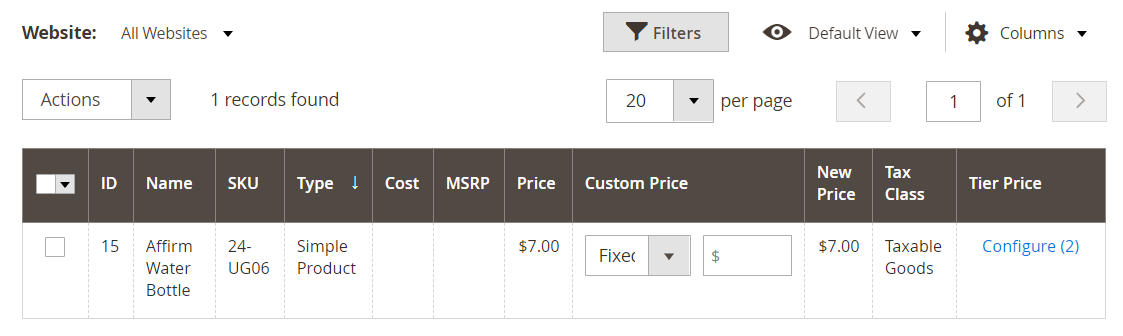 Website: All Websites Filters Default View Columns
Actions 1 records found 20 per page 1 of 1
ID Name SKU Type ↓ Cost MSRP Price Custom Price New Price Tax Class Tier Price
15 Affirm 24- Simple $7.00 Fixed $ $7.00 Taxable Configure (2)
Water UG06 Product Goods
Bottle